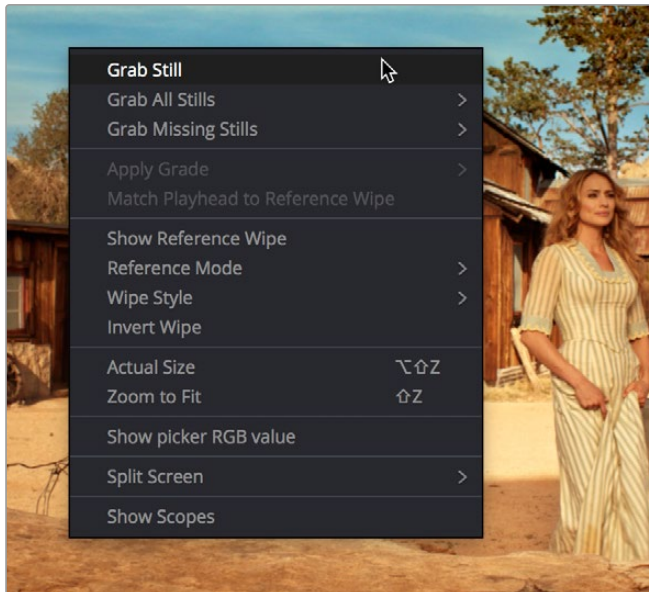 Grab Still
Grab All Stills
Grab Missing Stills
Apply Grade
Match Playhead to Reference Wipe
Show Reference Wipe
Reference Mode
Wipe Style
Invert Wipe
Actual Size ⌥⇧Z
Zoom to Fit ⇧Z
Show picker RGB value
Split Screen
Show Scopes